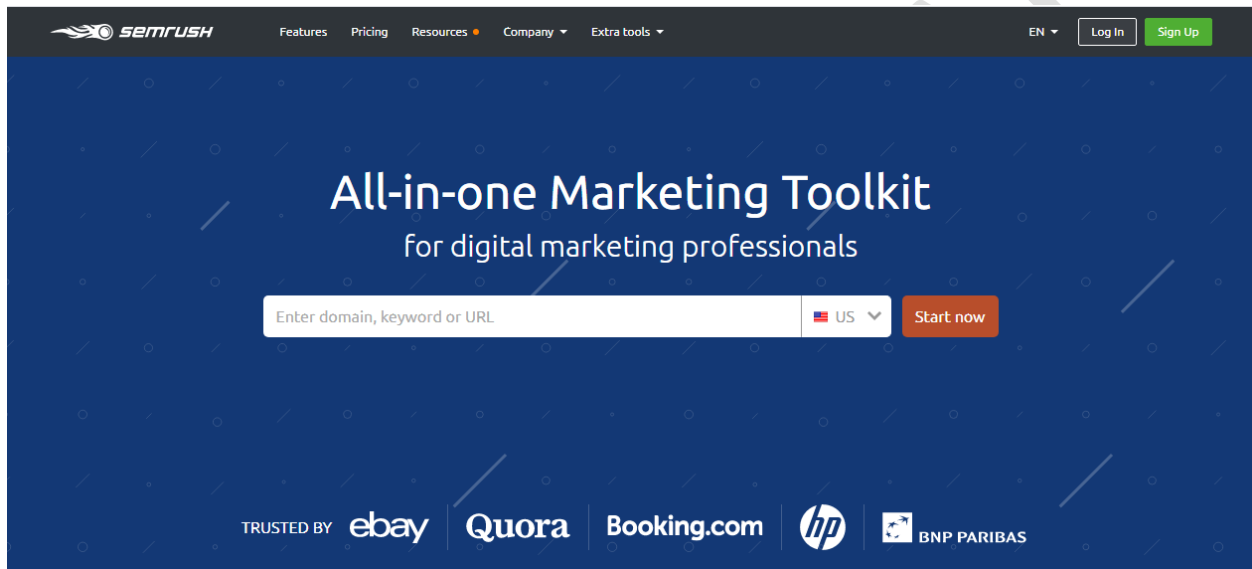 semrush Features Pricing Resources Company Extra tools EN Log In Sign Up
All-in-one Marketing Toolkit
for digital marketing professionals
Enter domain, keyword or URL US Start now
TRUSTED BY ebay Quora Booking.com hp BNP PARIBAS